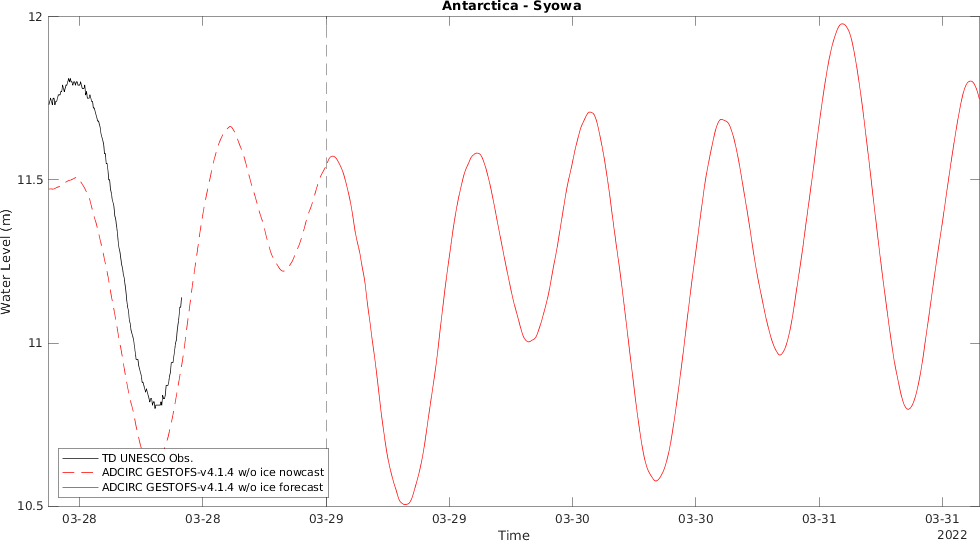 Antarctica - Syowa
12
11.5
11
10.5
Water Level (m)
TD UNESCO Obs.
ADCIRC GESTOFS-v4.1.4 w/o ice nowcast
ADCIRC GESTOFS-v4.1.4 w/o ice forecast
03-28 03-28 03-29 03-29 03-30 03-30 03-31 03-31
Time
2022